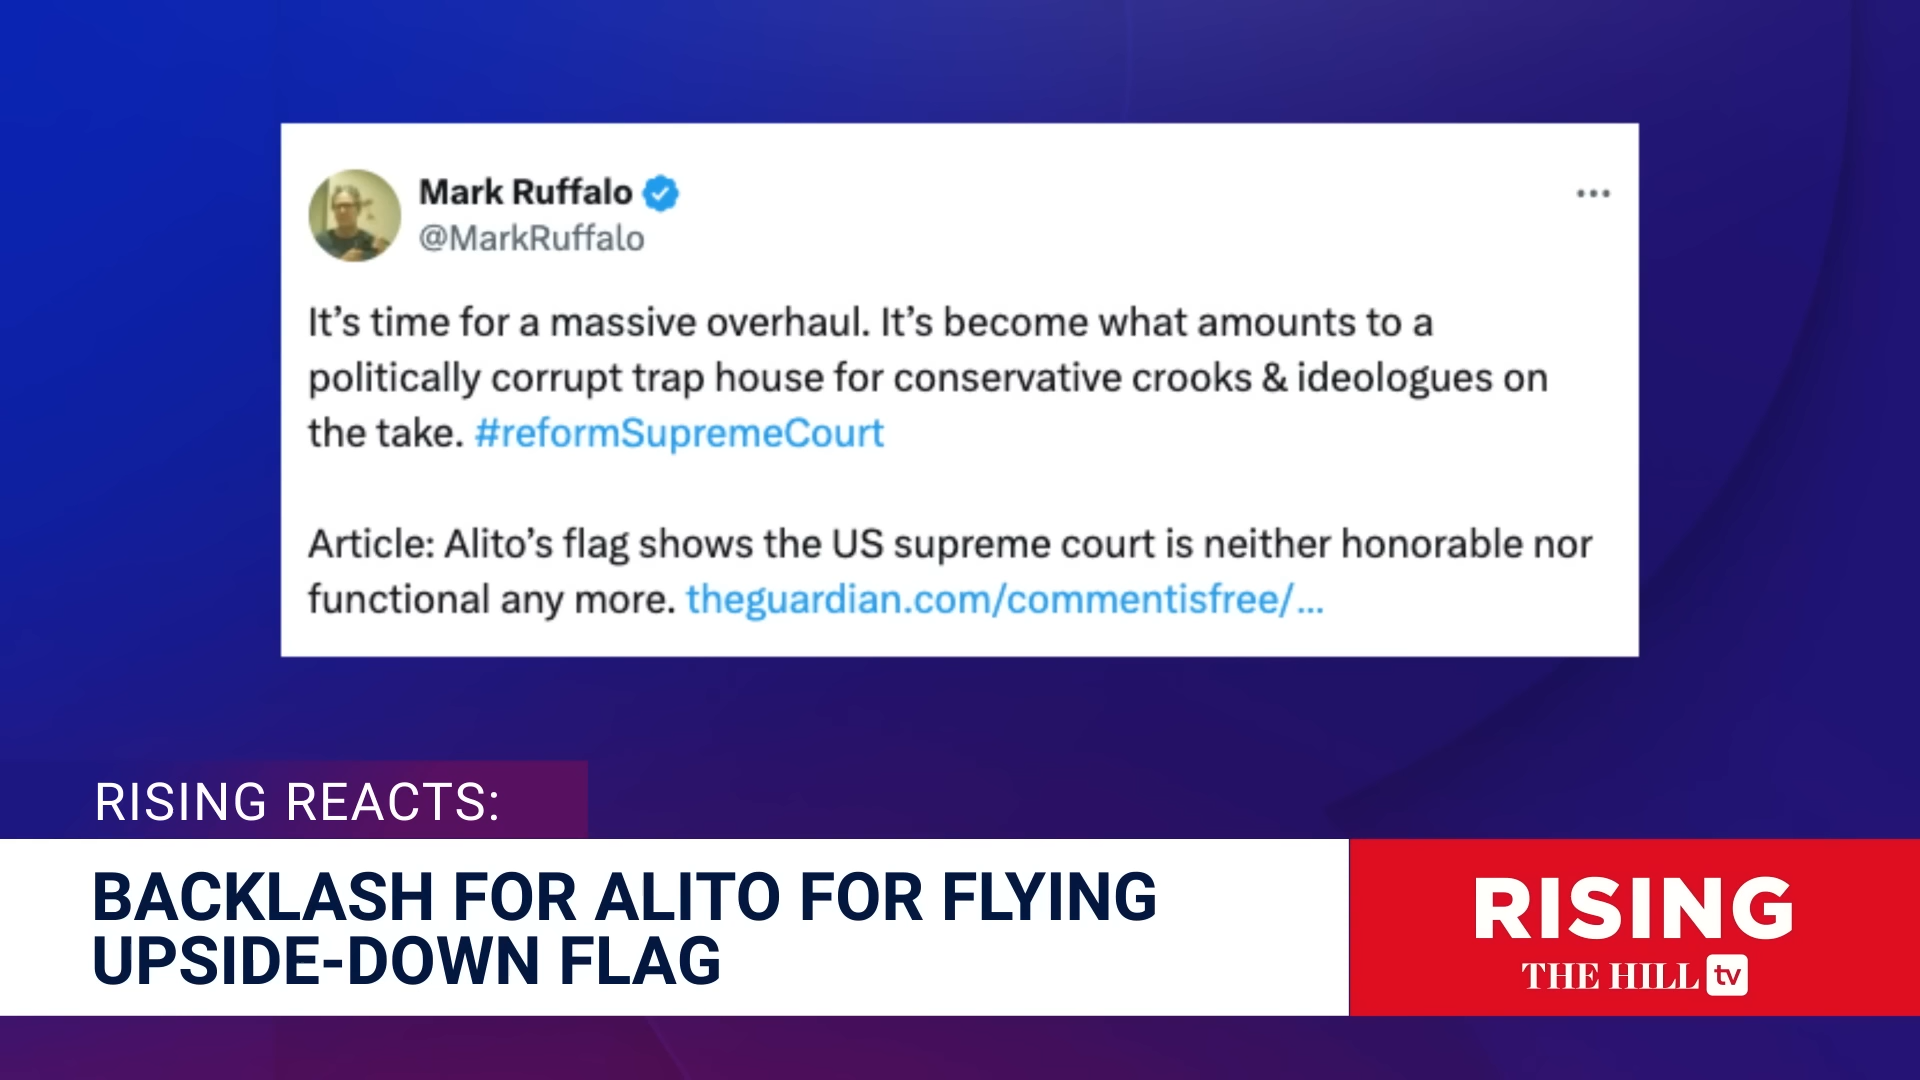 Mark Ruffalo
@MarkRuffalo
It’s time for a massive overhaul. It’s become what amounts to a
politically corrupt trap house for conservative crooks & ideologues on
the take. #reformSupremeCourt
Article: Alito’s flag shows the US supreme court is neither honorable nor
functional any more. theguardian.com/commentisfree/...
RISING REACTS:
BACKLASH FOR ALITO FOR FLYING
UPSIDE-DOWN FLAG
RISING
THE HILL tv